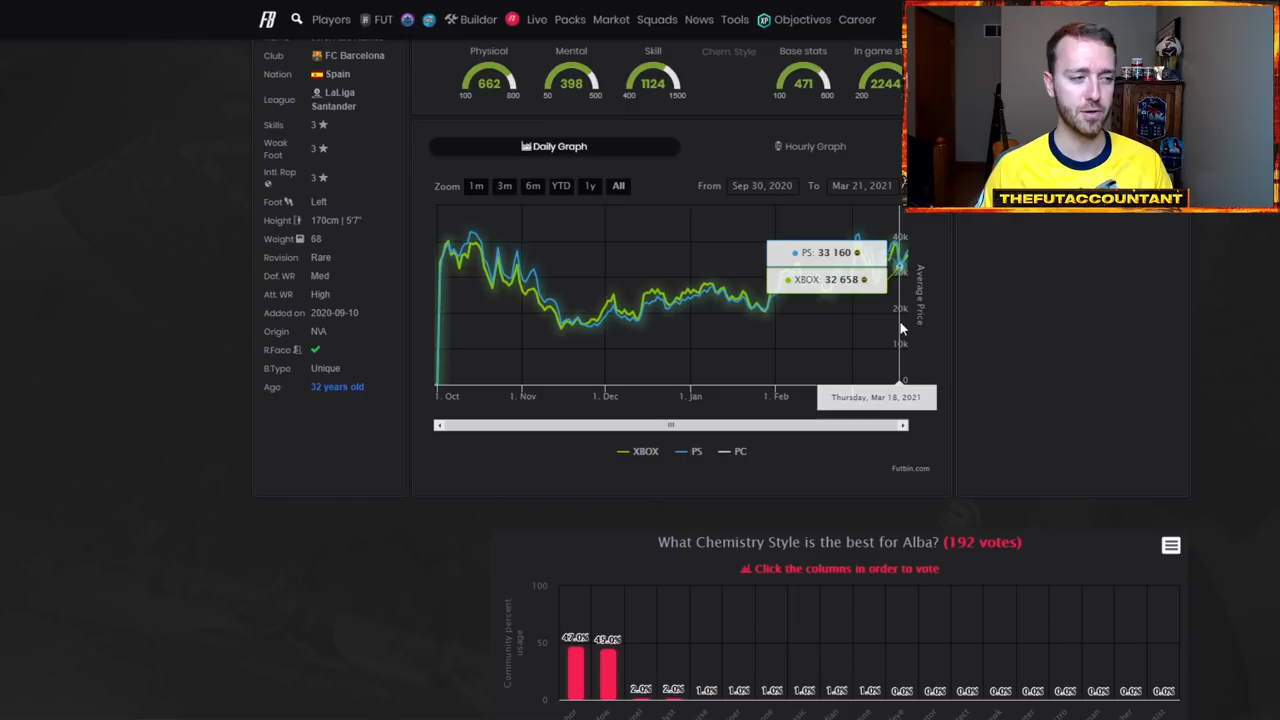 Players FUT Builder Live Packs Market Squads News Tools XP Objectives Career
Club FC Barcelona
Nation Spain
League LaLiga
Santander
Skills 3
Weak
Foot 3
Intl.Rep 3
Foot Left
Height 170cm | 5'7"
Weight 68
Revision Rare
Def. WR Med
Att. WR High
Added on 2020-09-10
Origin N\A
R.Face
B.Type Unique
Age 32 years old
Physical Mental Skill Chem. Style Base stats In game st
662 398 1124 471 2244
100 800 50 500 400 1500 100 600 200
Daily Graph Hourly Graph
Zoom 1m 3m 6m YTD 1y All From Sep 30, 2020 To Mar 21, 2021
THEFUTACCOUNTANT
40k
PS: 33 160
XBOX: 32 658
20k
10k
0
Average Price
1. Oct 1. Nov 1. Dec 1. Jan 1. Feb
Thursday, Mar 18, 2021
XBOX PS PC
Futbin.com
What Chemistry Style is the best for Alba? (192 votes)
Click the columns in order to vote
Community percent
usage
100
50
0
47.0% 45.0% 2.0% 2.0% 1.0% 1.0% 1.0% 1.0% 1.0% 1.0% 0.0% 0.0% 0.0% 0.0% 0.0% 0.0% 0.0% 0.0% 0.0%